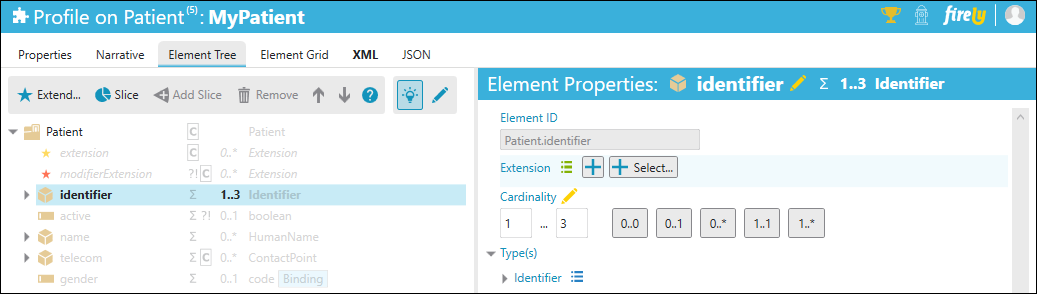 Profile on Patient (5) : MyPatient
firely
Properties Narrative Element Tree Element Grid XML JSON
Extend... Slice Add Slice Remove ?
Element Properties: identifier Σ 1..3 Identifier
Patient C Patient
extension C 0..* Extension
modifierExtension ?! C 0..* Extension
identifier Σ 1..3 Identifier
active Σ ?! 0..1 boolean
name Σ 0..* HumanName
telecom Σ C 0..* ContactPoint
gender Σ 0..1 code Binding
Element ID
Patient.identifier
Extension + + Select...
Cardinality
1 ... 3 0..0 0..1 0..* 1..1 1..*
Type(s)
Identifier